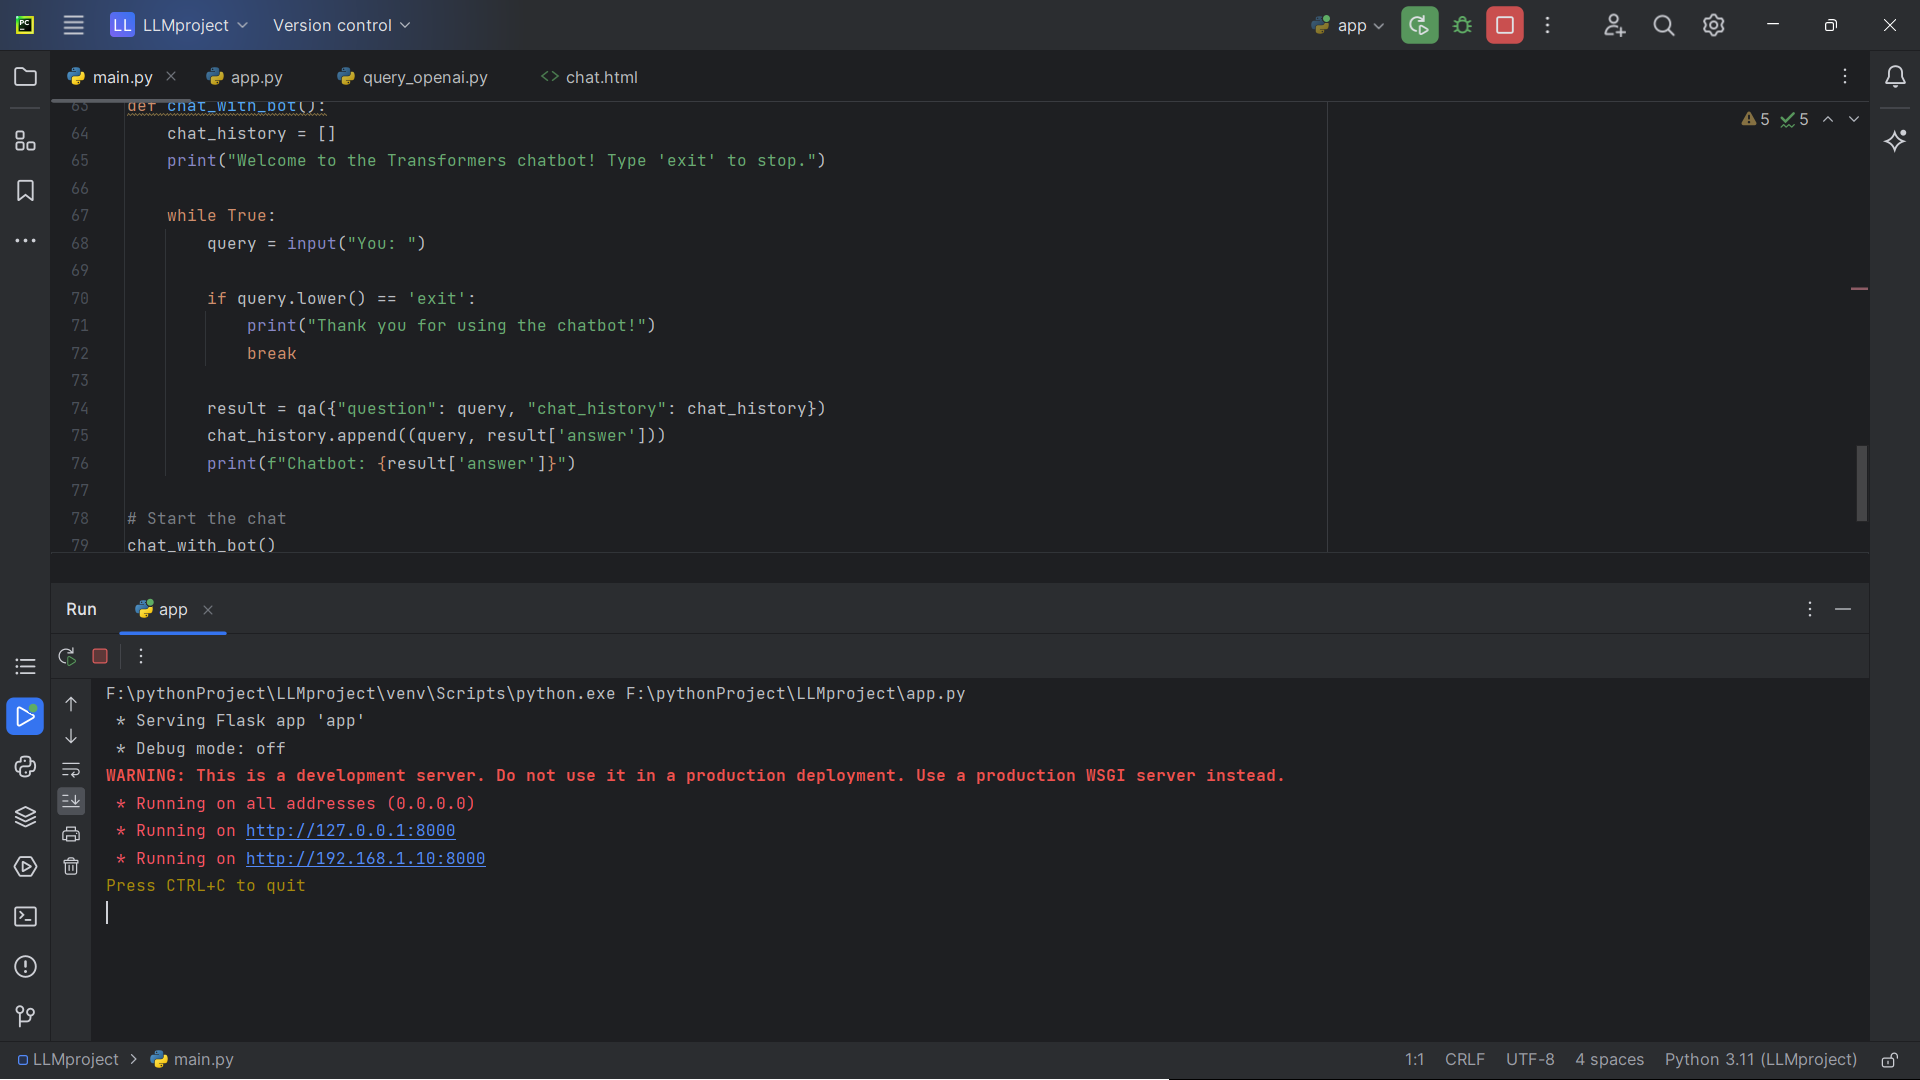 LL LLMproject Version control app
main.py app.py query_openai.py chat.html
63 def chat_with_bot():
64 chat_history = []
65 print("Welcome to the Transformers chatbot! Type 'exit' to stop.")
66
67 while True:
68 query = input("You: ")
69
70 if query.lower() == 'exit':
71 print("Thank you for using the chatbot!")
72 break
73
74 result = qa({"question": query, "chat_history": chat_history})
75 chat_history.append((query, result['answer']))
76 print(f"Chatbot: {result['answer']}")
77
78 # Start the chat
79 chat_with_bot()
5 5
Run app
F:\pythonProject\LLMproject\venv\Scripts\python.exe F:\pythonProject\LLMproject\app.py
* Serving Flask app 'app'
* Debug mode: off
WARNING: This is a development server. Do not use it in a production deployment. Use a production WSGI server instead.
* Running on all addresses (0.0.0.0)
* Running on http://127.0.0.1:8000
* Running on http://192.168.1.10:8000
Press CTRL+C to quit
LLMproject > main.py 1:1 CRLF UTF-8 4 spaces Python 3.11 (LLMproject)